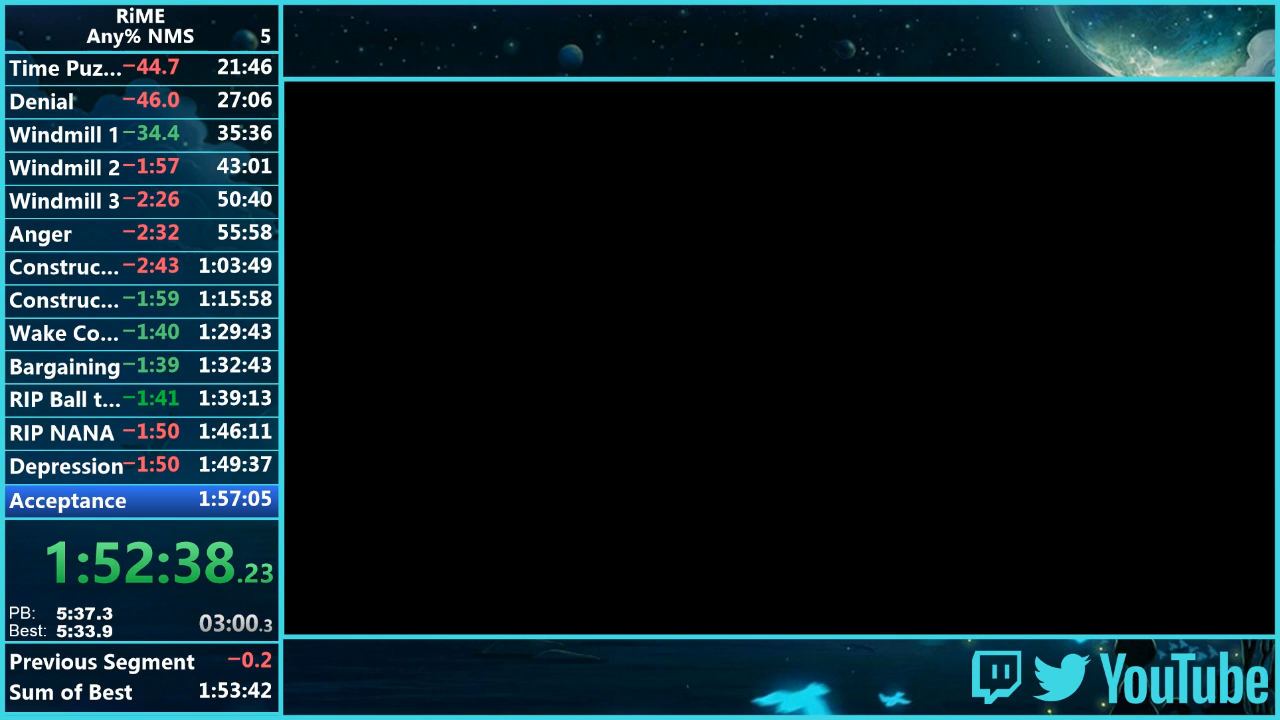 RiME
Any% NMS 5
Time Puz... −44.7 21:46
Denial −46.0 27:06
Windmill 1 −34.4 35:36
Windmill 2 −1:57 43:01
Windmill 3 −2:26 50:40
Anger −2:32 55:58
Construc... −2:43 1:03:49
Construc... −1:59 1:15:58
Wake Co... −1:40 1:29:43
Bargaining −1:39 1:32:43
RIP Ball t... −1:41 1:39:13
RIP NANA −1:50 1:46:11
Depression −1:50 1:49:37
Acceptance 1:57:05
1:52:38.23
PB: 5:37.3
Best: 5:33.9
03:00.3
Previous Segment −0.2
Sum of Best 1:53:42
YouTube